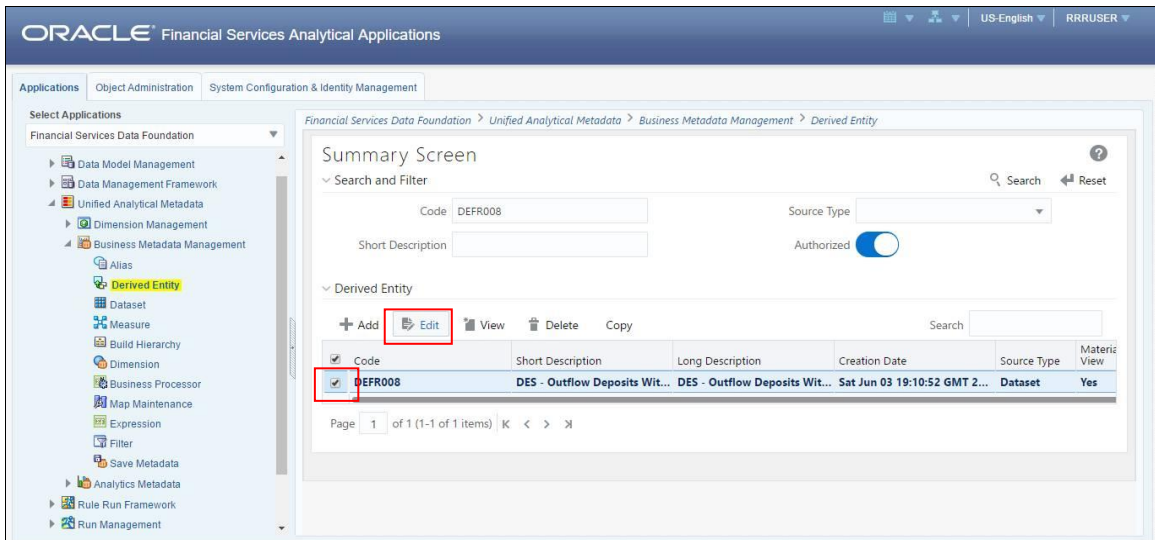 US-English RRRUSER
ORACLE® Financial Services Analytical Applications
Applications Object Administration System Configuration & Identity Management
Select Applications
Financial Services Data Foundation
Data Model Management
Data Management Framework
Unified Analytical Metadata
Dimension Management
Business Metadata Management
Alias
Derived Entity
Dataset
Measure
Build Hierarchy
Dimension
Business Processor
Map Maintenance
Expression
Filter
Save Metadata
Analytics Metadata
Rule Run Framework
Run Management
Financial Services Data Foundation > Unified Analytical Metadata > Business Metadata Management > Derived Entity
Summary Screen
Search and Filter Search Reset
Code DEFR008 Source Type
Short Description Authorized
Derived Entity
Add Edit View Delete Copy Search
Code Short Description Long Description Creation Date Source Type Materia View
DEFR008 DES - Outflow Deposits Wit... DES - Outflow Deposits Wit... Sat Jun 03 19:10:52 GMT 2... Dataset Yes
Page 1 of 1 (1-1 of 1 items)